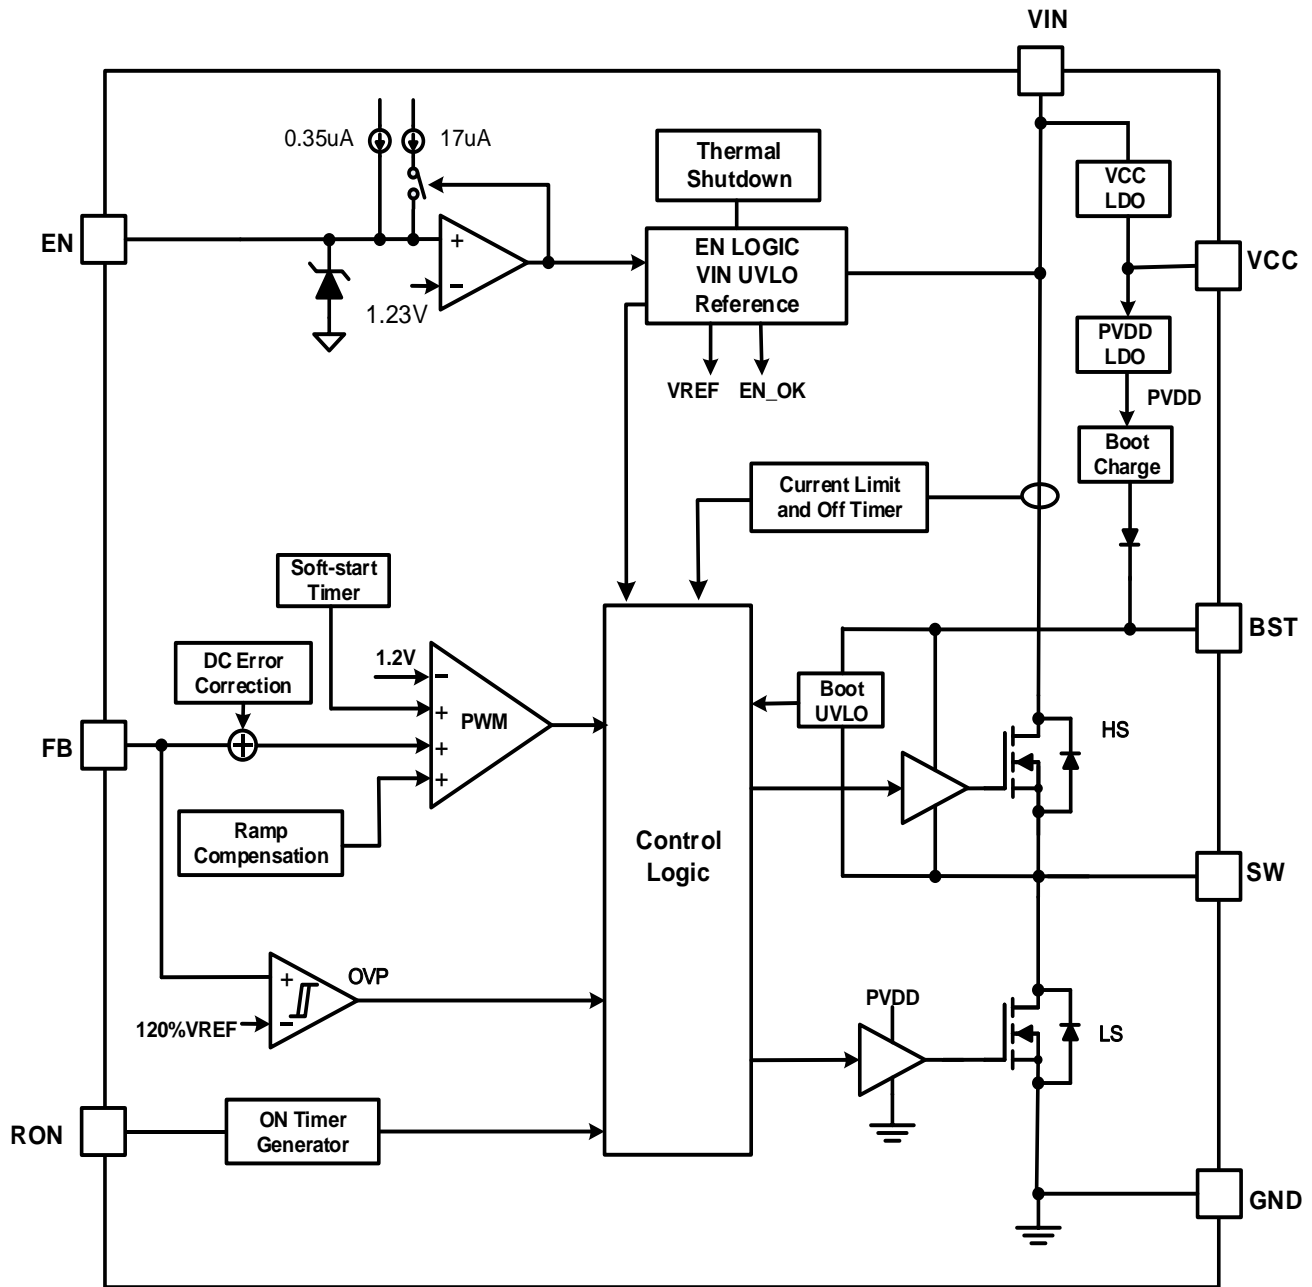 VIN
0.35uA
17uA
Thermal
Shutdown
VCC
LDO
EN
+
−
1.23V
EN LOGIC
VIN UVLO
Reference
VCC
PVDD
LDO
VREF
EN_OK
PVDD
Boot
Charge
Current Limit
and Off Timer
Soft-start
Timer
BST
DC Error
Correction
1.2V
−
+
+
+
PWM
Boot
UVLO
FB
HS
Ramp
Compensation
Control
Logic
SW
+
−
OVP
120%VREF
PVDD
LS
RON
ON Timer
Generator
GND